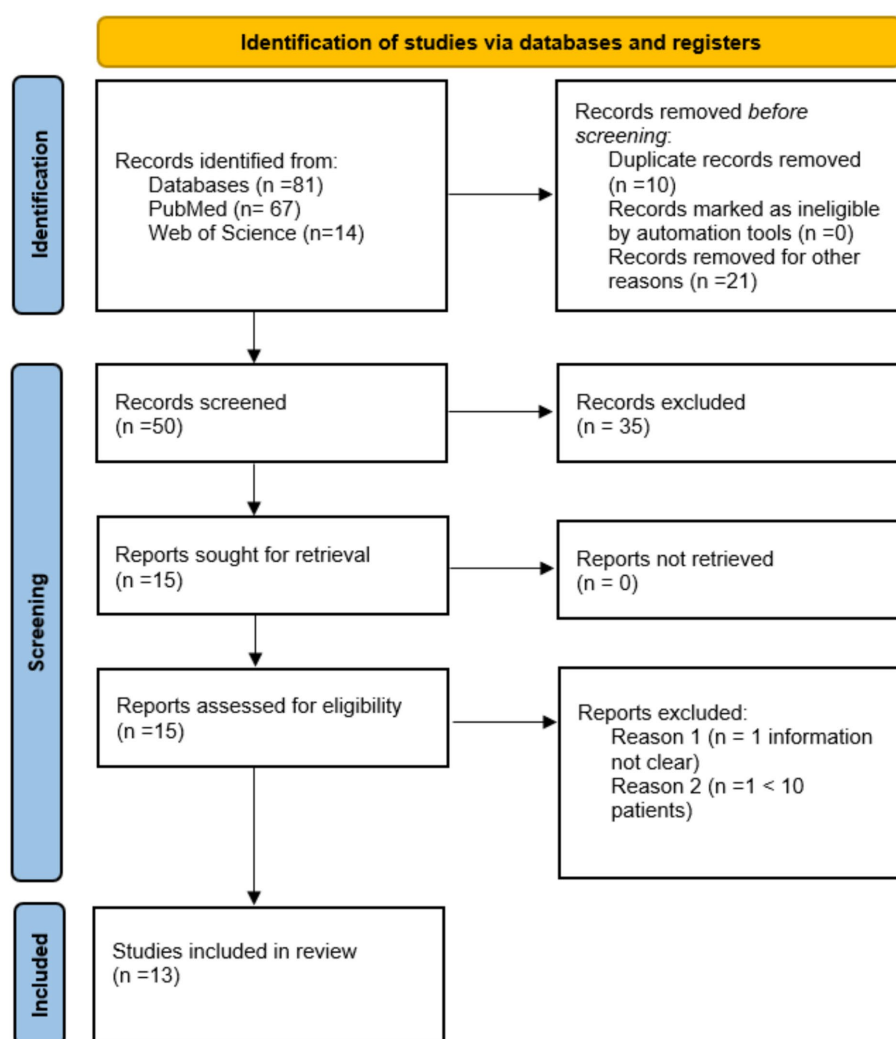 Identification of studies via databases and registers
Identification
Records identified from:
Databases (n =81)
PubMed (n= 67)
Web of Science (n=14)
Records removed before
screening:
Duplicate records removed
(n =10)
Records marked as ineligible
by automation tools (n =0)
Records removed for other
reasons (n =21)
Screening
Records screened
(n =50)
Records excluded
(n = 35)
Reports sought for retrieval
(n =15)
Reports not retrieved
(n = 0)
Reports assessed for eligibility
(n =15)
Reports excluded:
Reason 1 (n = 1 information
not clear)
Reason 2 (n =1 < 10
patients)
Included
Studies included in review
(n =13)